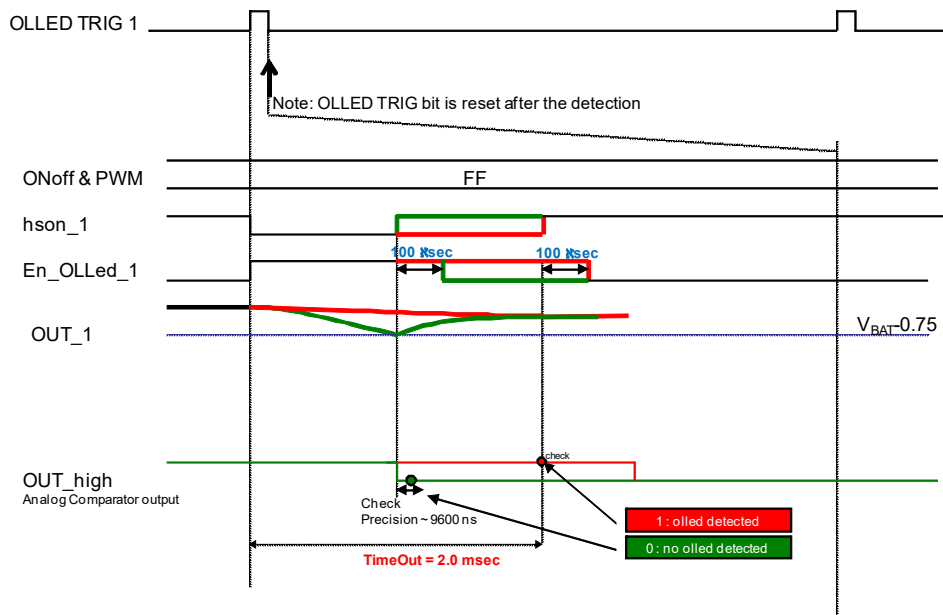 OLLED TRIG 1
Note: OLLED TRIG bit is reset after the detection
ONoff & PWM
FF
hson_1
100 sec
100 sec
En_OLLed_1
OUT_1
VBAT-0.75
check
OUT_high
Analog Comparator output
Check
Precision ~ 9600 ns
1 : olled detected
0 : no olled detected
TimeOut = 2.0 msec